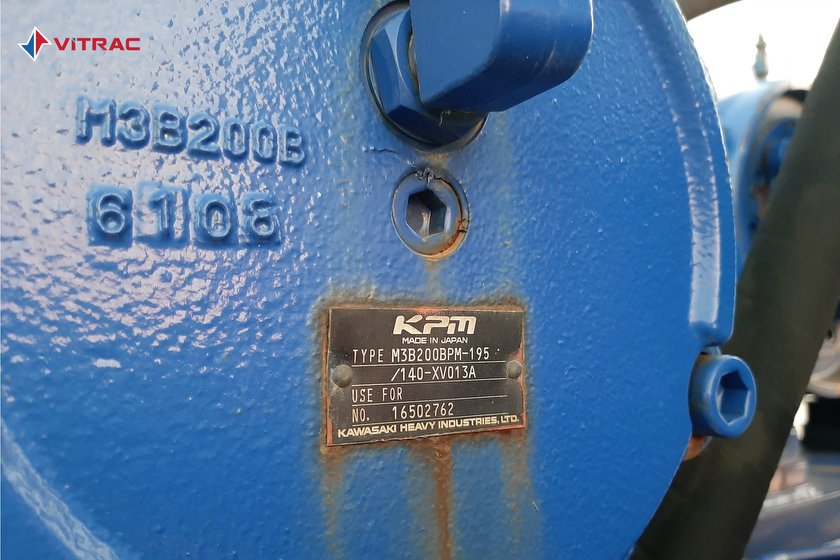 ViTRAC
M3B200B
6108
KPM
MADE IN JAPAN
TYPE M3B200BPM-195
/140-XV013A
USE FOR
NO. 16502762
KAWASAKI HEAVY INDUSTRIES, LTD.